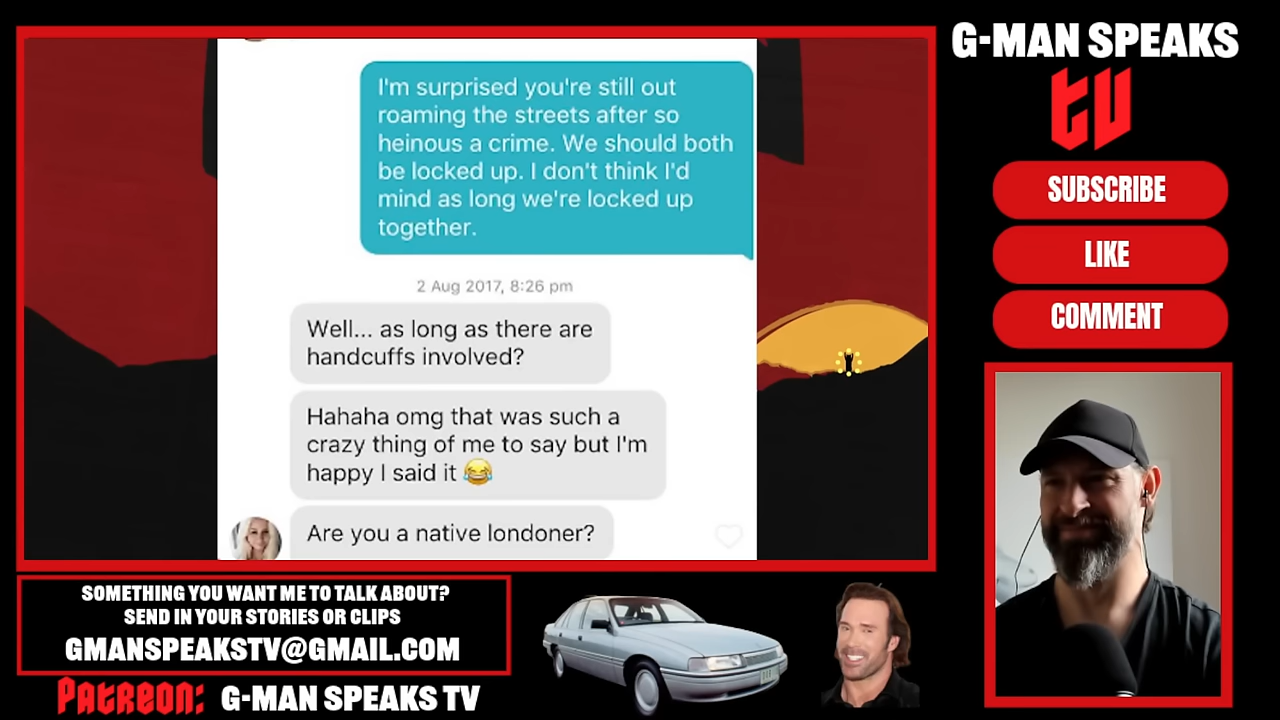 G-MAN SPEAKS
tv
SUBSCRIBE
LIKE
COMMENT
I'm surprised you're still out
roaming the streets after so
heinous a crime. We should both
be locked up. I don't think I'd
mind as long we're locked up
together.
2 Aug 2017, 8:26 pm
Well... as long as there are
handcuffs involved?
Hahaha omg that was such a
crazy thing of me to say but I'm
happy I said it 😂
Are you a native londoner?
SOMETHING YOU WANT ME TO TALK ABOUT?
SEND IN YOUR STORIES OR CLIPS
GMANSPEAKSTV@GMAIL.COM
Patreon: G-MAN SPEAKS TV